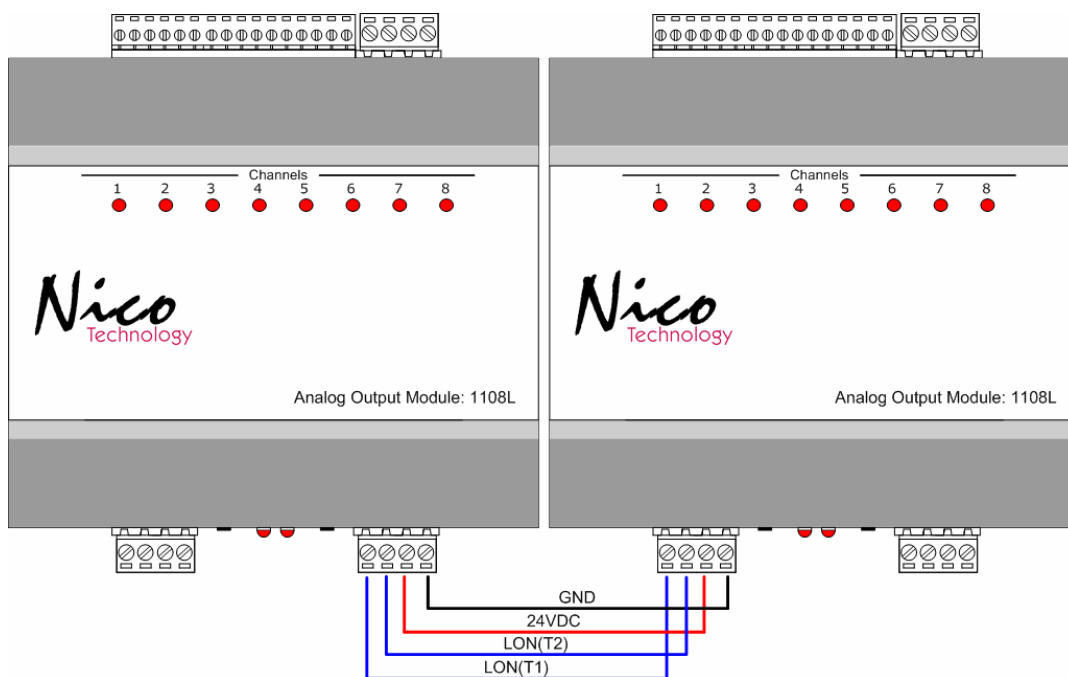 Channels
1 2 3 4 5 6 7 8
Nico
Technology
Analog Output Module: 1108L
Channels
1 2 3 4 5 6 7 8
Nico
Technology
Analog Output Module: 1108L
GND
24VDC
LON(T2)
LON(T1)